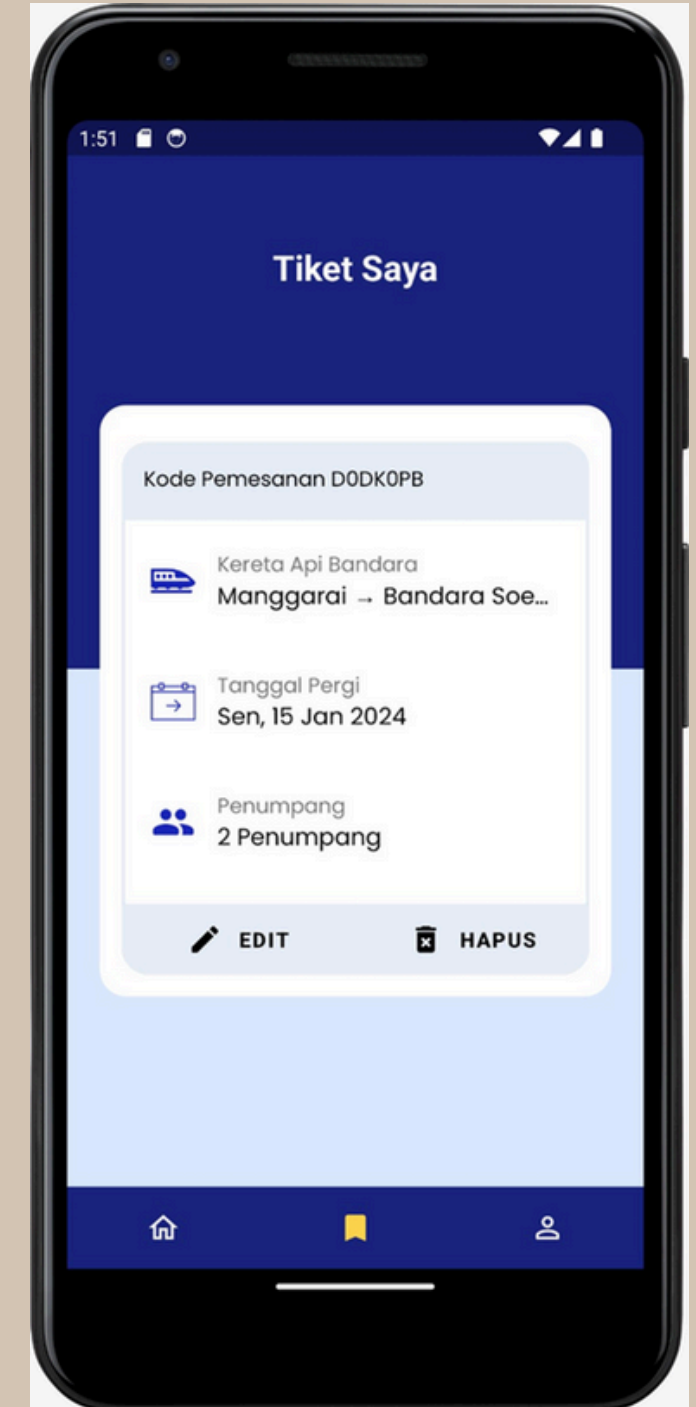 1:51
Tiket Saya
Kode Pemesanan D0DK0PB
Kereta Api Bandara
Manggarai → Bandara Soe...
Tanggal Pergi
Sen, 15 Jan 2024
Penumpang
2 Penumpang
EDIT HAPUS